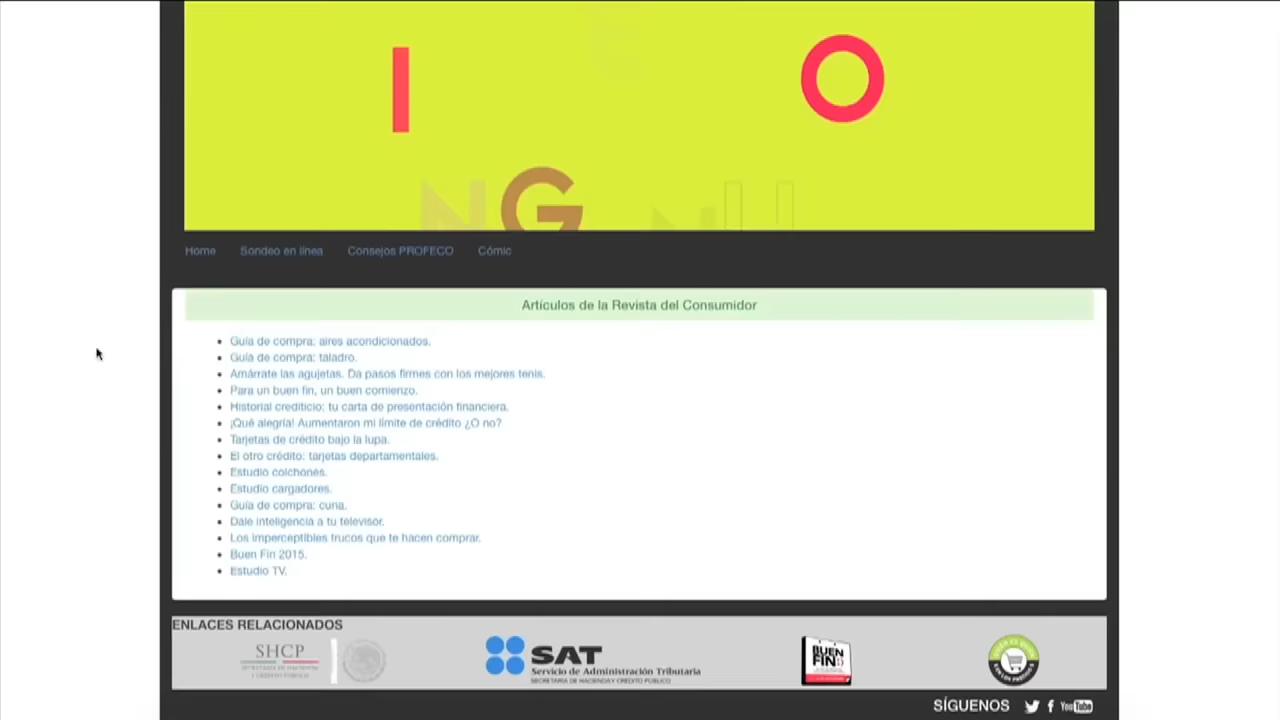 I O
N G N U
Home Sondeo en línea Consejos PROFECO Cómic
Artículos de la Revista del Consumidor
Guía de compra: aires acondicionados.
Guía de compra: taladro.
Amárrate las agujetas. Da pasos firmes con los mejores tenis.
Para un buen fin, un buen comienzo.
Historial crediticio: tu carta de presentación financiera.
¡Qué alegría! Aumentaron mi límite de crédito ¿O no?
Tarjetas de crédito bajo la lupa.
El otro crédito: tarjetas departamentales.
Estudio colchones.
Estudio cargadores.
Guía de compra: cuna.
Dale inteligencia a tu televisor.
Los imperceptibles trucos que te hacen comprar.
Buen Fin 2015.
Estudio TV.
ENLACES RELACIONADOS
SHCP
SECRETARÍA DE HACIENDA
Y CRÉDITO PÚBLICO
SAT
Servicio de Administración Tributaria
SECRETARÍA DE HACIENDA Y CRÉDITO PÚBLICO
BUEN
FIN
SÍGUENOS
YouTube